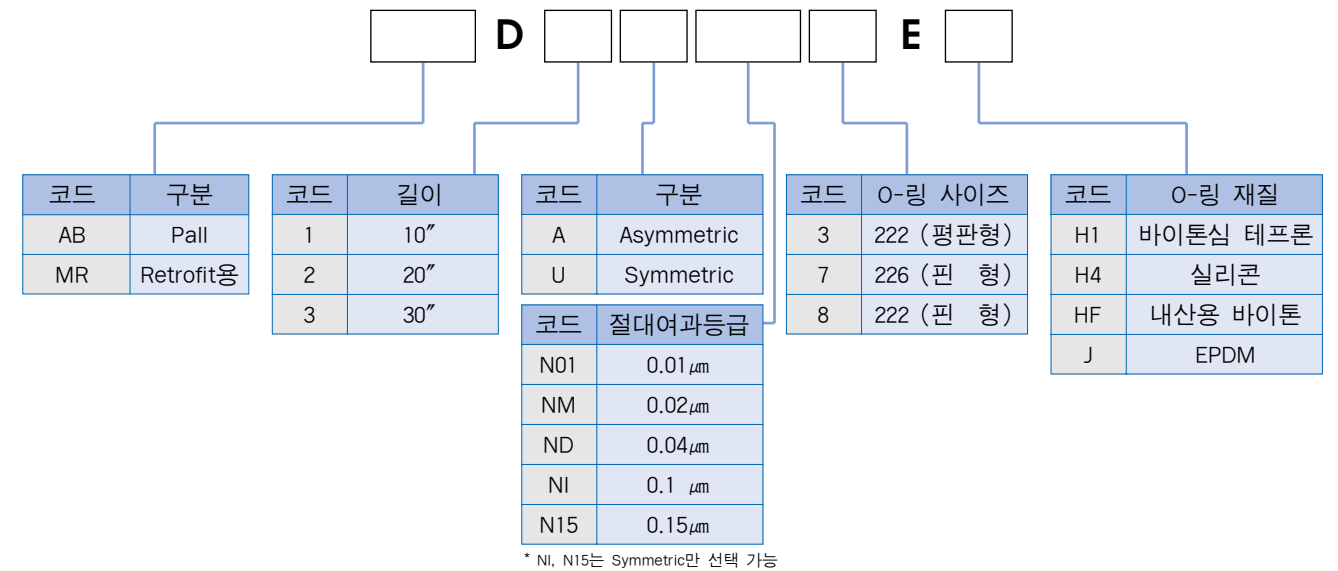 D E
코드 구분
AB Pall
MR Retrofit용
코드 길이
1 10″
2 20″
3 30″
코드 구분
A Asymmetric
U Symmetric
코드 절대여과등급
N01 0.01㎛
NM 0.02㎛
ND 0.04㎛
NI 0.1 ㎛
N15 0.15㎛
* NI, N15는 Symmetric만 선택 가능
코드 O-링 사이즈
3 222 (평판형)
7 226 (핀 형)
8 222 (핀 형)
코드 O-링 재질
H1 바이톤심 테프론
H4 실리콘
HF 내산용 바이톤
J EPDM